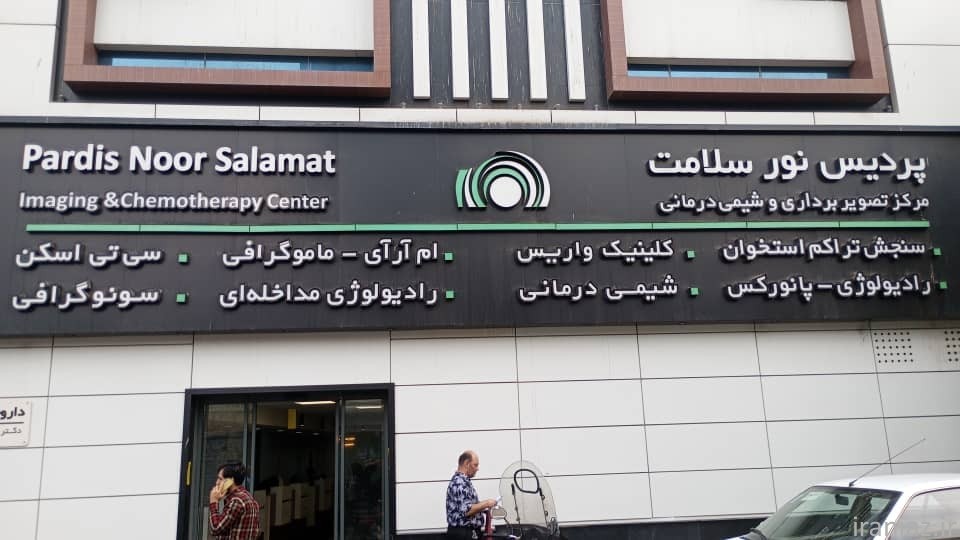 Pardis Noor Salamat
پردیس نور سلامت
Imaging &Chemotherapy Center
مرکز تصویر برداری و شیمی درمانی
سنجش تراکم استخوان ▪ کلینیک واریس ▪ ام آر آی - ماموگرافی ▪ سی تی اسکن
رادیولوژی - پانورکس ▪ شیمی درمانی ▪ رادیولوژی مداخله‌ای ▪ سونوگرافی
دکتر